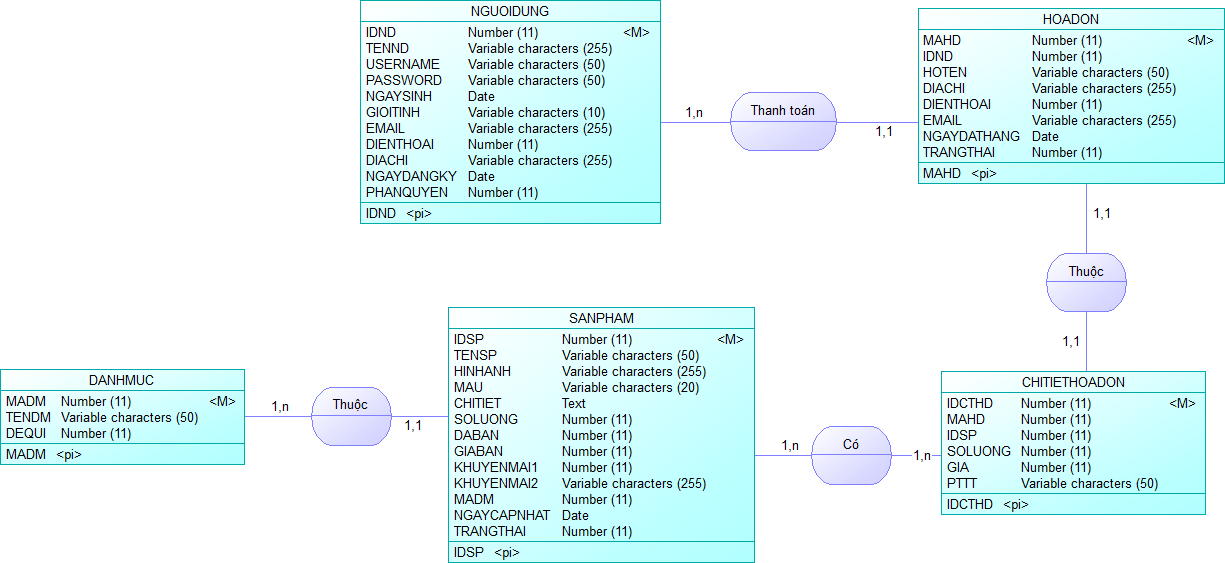 NGUOIDUNG
IDND Number (11) <M>
TENND Variable characters (255)
USERNAME Variable characters (50)
PASSWORD Variable characters (50)
NGAYSINH Date
GIOITINH Variable characters (10)
EMAIL Variable characters (255)
DIENTHOAI Number (11)
DIACHI Variable characters (255)
NGAYDANGKY Date
PHANQUYEN Number (11)
IDND <pi>
1,n
Thanh toán
1,1
HOADON
MAHD Number (11) <M>
IDND Number (11)
HOTEN Variable characters (50)
DIACHI Variable characters (255)
DIENTHOAI Number (11)
EMAIL Variable characters (255)
NGAYDATHANG Date
TRANGTHAI Number (11)
MAHD <pi>
1,1
Thuộc
1,1
DANHMUC
MADM Number (11) <M>
TENDM Variable characters (50)
DEQUI Number (11)
MADM <pi>
1,n
Thuộc
1,1
SANPHAM
IDSP Number (11) <M>
TENSP Variable characters (50)
HINHANH Variable characters (255)
MAU Variable characters (20)
CHITIET Text
SOLUONG Number (11)
DABAN Number (11)
GIABAN Number (11)
KHUYENMAI1 Number (11)
KHUYENMAI2 Variable characters (255)
MADM Number (11)
NGAYCAPNHAT Date
TRANGTHAI Number (11)
IDSP <pi>
1,n
Có
1,n
CHITIETHOADON
IDCTHD Number (11) <M>
MAHD Number (11)
IDSP Number (11)
SOLUONG Number (11)
GIA Number (11)
PTTT Variable characters (50)
IDCTHD <pi>